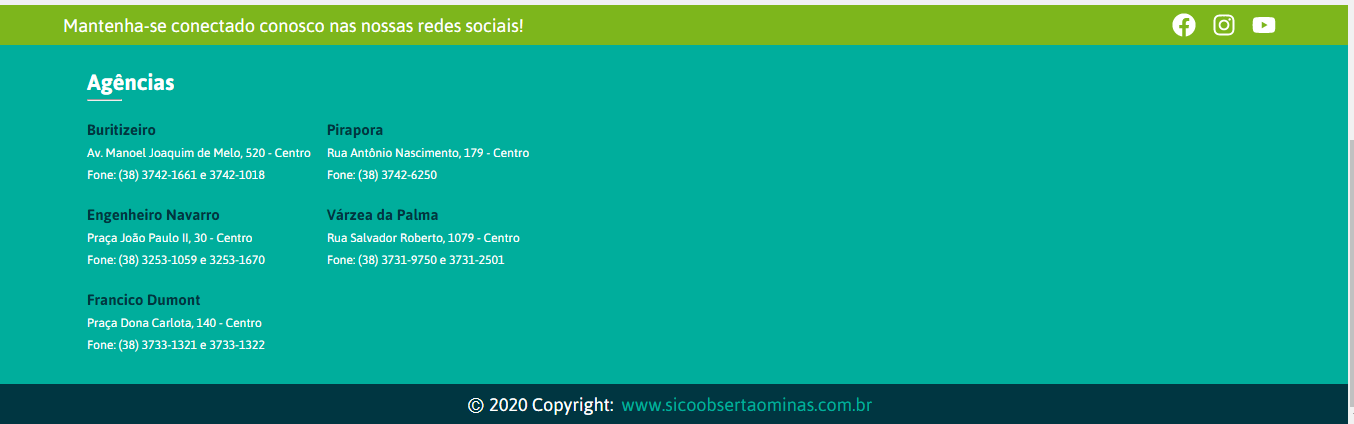 Mantenha-se conectado conosco nas nossas redes sociais!
Agências
Buritizeiro
Av. Manoel Joaquim de Melo, 520 - Centro
Fone: (38) 3742-1661 e 3742-1018
Pirapora
Rua Antônio Nascimento, 179 - Centro
Fone: (38) 3742-6250
Engenheiro Navarro
Praça João Paulo II, 30 - Centro
Fone: (38) 3253-1059 e 3253-1670
Várzea da Palma
Rua Salvador Roberto, 1079 - Centro
Fone: (38) 3731-9750 e 3731-2501
Francico Dumont
Praça Dona Carlota, 140 - Centro
Fone: (38) 3733-1321 e 3733-1322
© 2020 Copyright: www.sicoobsertaominas.com.br